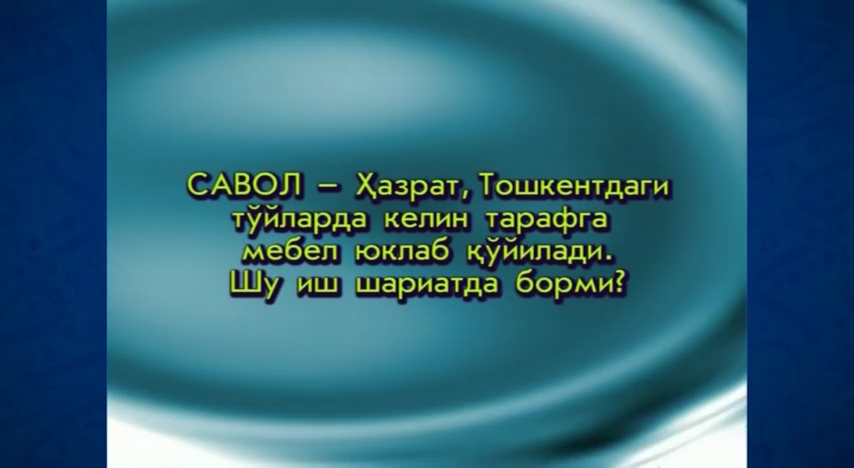 САВОЛ – Ҳазрат, Тошкентдаги
тўйларда келин тарафга
мебел юклаб қўйилади.
Шу иш шариатда борми?